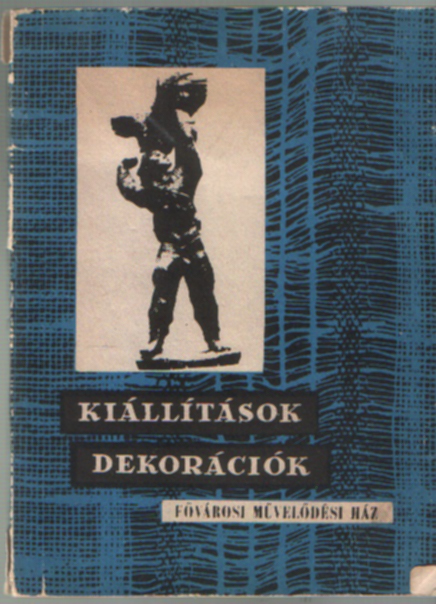 KIÁLLÍTÁSOK
DEKORÁCIÓK
FŐVÁROSI MŰVELŐDÉSI HÁZ